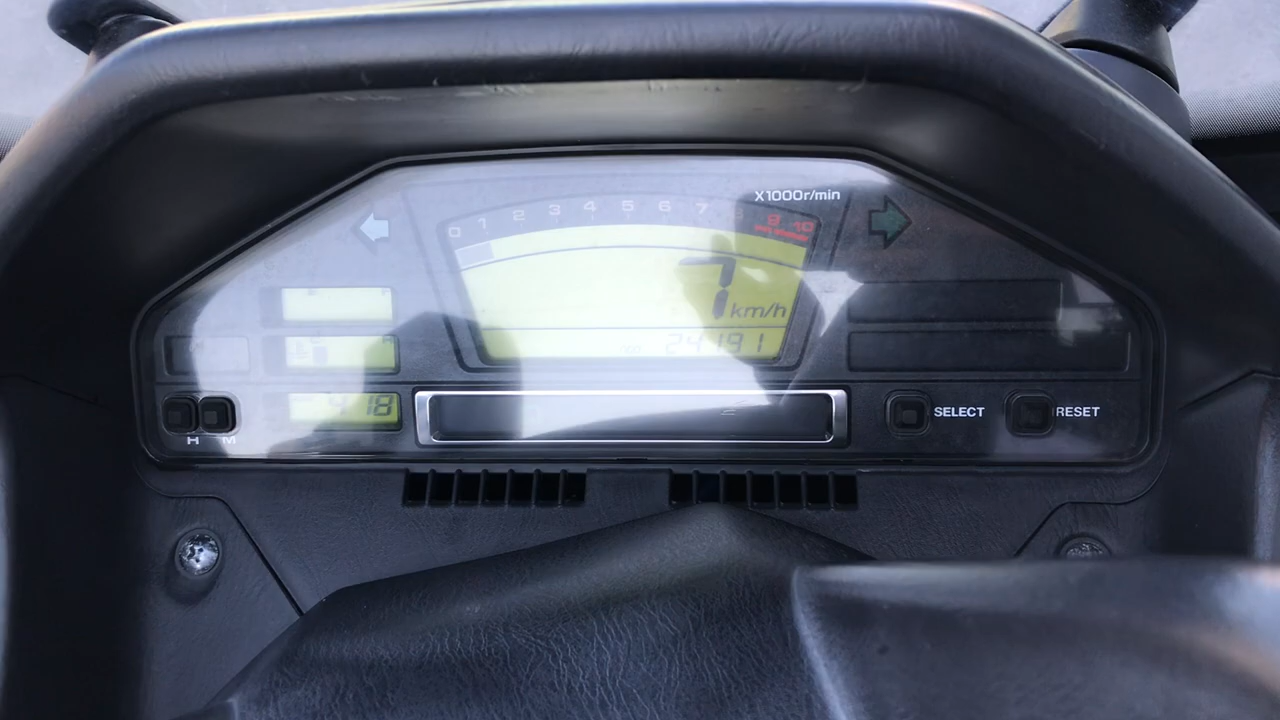 X1000r/min
0 1 2 3 4 5 6 7 8 9 10
7 km/h
24191
18
SELECT
RESET
H M